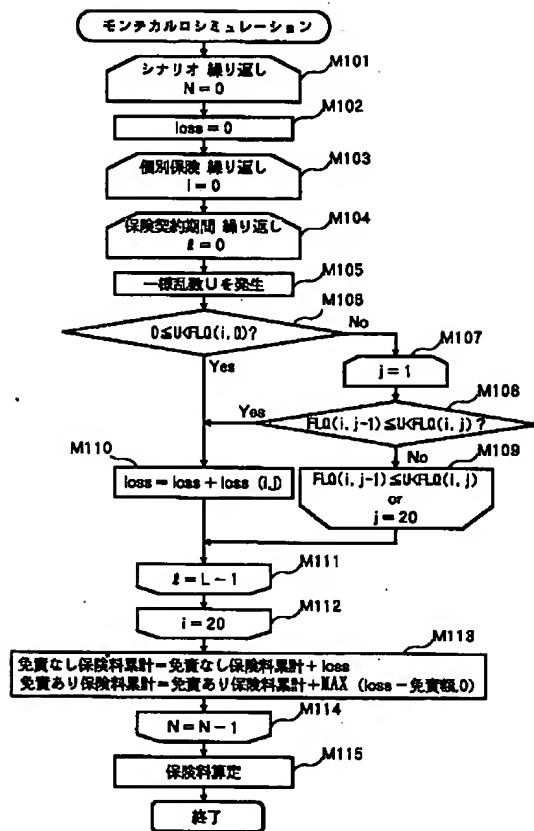 モンテカルロシミュレーション
M101
シナリオ 繰り返し
N=0
M102
loss=0
M103
個別保険 繰り返し
i=0
M104
保険契約期間 繰り返し
ℓ=0
M105
一様乱数Uを発生
M106
0≦U<FLQ(i,0)?
No
M107
Yes
j=1
M108
Yes
FLQ(i,j-1)≦U<FLQ(i,j)?
No
M109
M110
loss=loss+loss (i,j)
FLQ(i,j-1)≦U<FLQ(i,j)
or
j=20
M111
ℓ=L-1
M112
i=20
M113
免責なし保険料累計=免責なし保険料累計+loss
免責あり保険料累計=免責あり保険料累計+MAX (loss-免責額,0)
M114
N=N-1
M115
保険料算定
終了